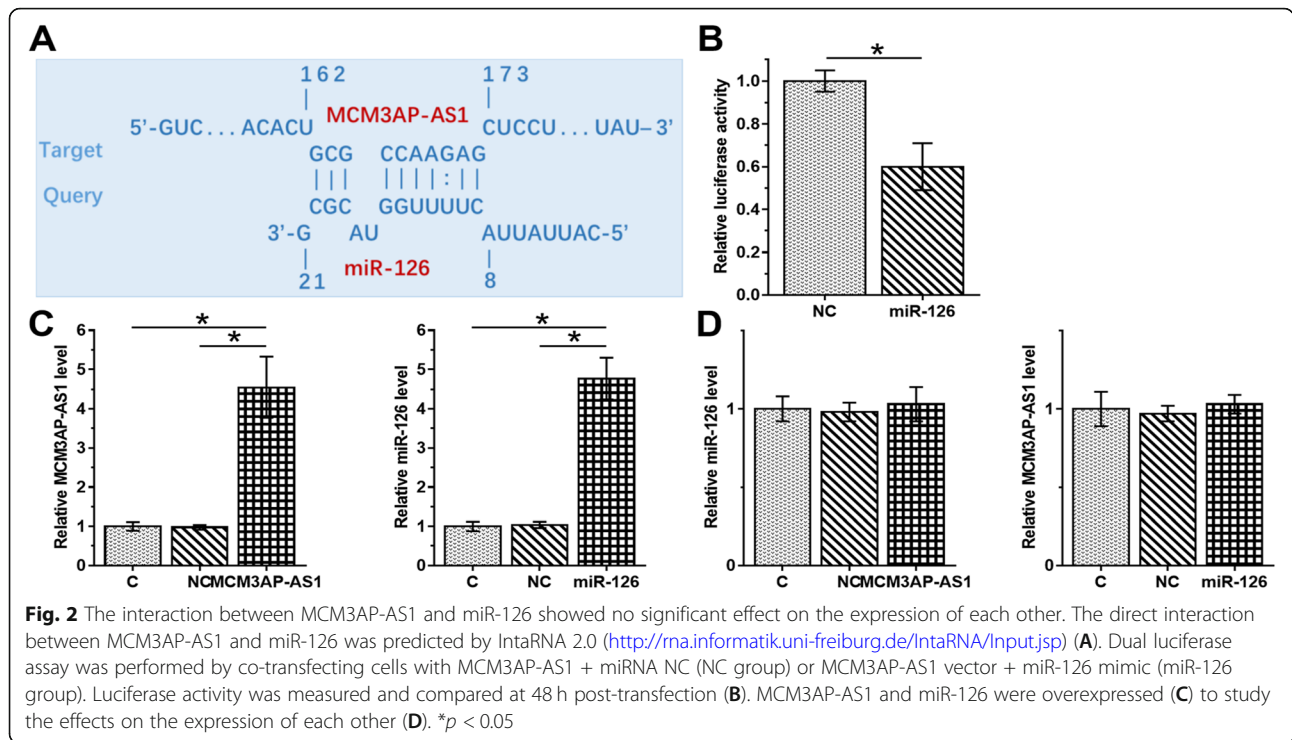 A
162 173
MCM3AP-AS1
5'-GUC...ACACU CUCCU...UAU-3'
Target
GCG CCAAGAG
||| ||||:||
Query
CGC GGUUUUC
3'-G AU AUUAUUAC-5'
21 miR-126 8
B
*
Relative luciferase activity
1.0
0.8
0.6
0.4
0.2
0.0
NC miR-126
C
*
*
Relative MCM3AP-AS1 level
6
5
4
3
2
1
0
C NC MCM3AP-AS1
*
*
Relative miR-126 level
6
5
4
3
2
1
0
C NC miR-126
D
Relative miR-126 level
1
0
C NC MCM3AP-AS1
Relative MCM3AP-AS1 level
1
0
C NC miR-126
Fig. 2 The interaction between MCM3AP-AS1 and miR-126 showed no significant effect on the expression of each other. The direct interaction
between MCM3AP-AS1 and miR-126 was predicted by IntaRNA 2.0 (http://rna.informatik.uni-freiburg.de/IntaRNA/Input.jsp) (A). Dual luciferase
assay was performed by co-transfecting cells with MCM3AP-AS1 + miRNA NC (NC group) or MCM3AP-AS1 vector + miR-126 mimic (miR-126
group). Luciferase activity was measured and compared at 48 h post-transfection (B). MCM3AP-AS1 and miR-126 were overexpressed (C) to study
the effects on the expression of each other (D). *p < 0.05